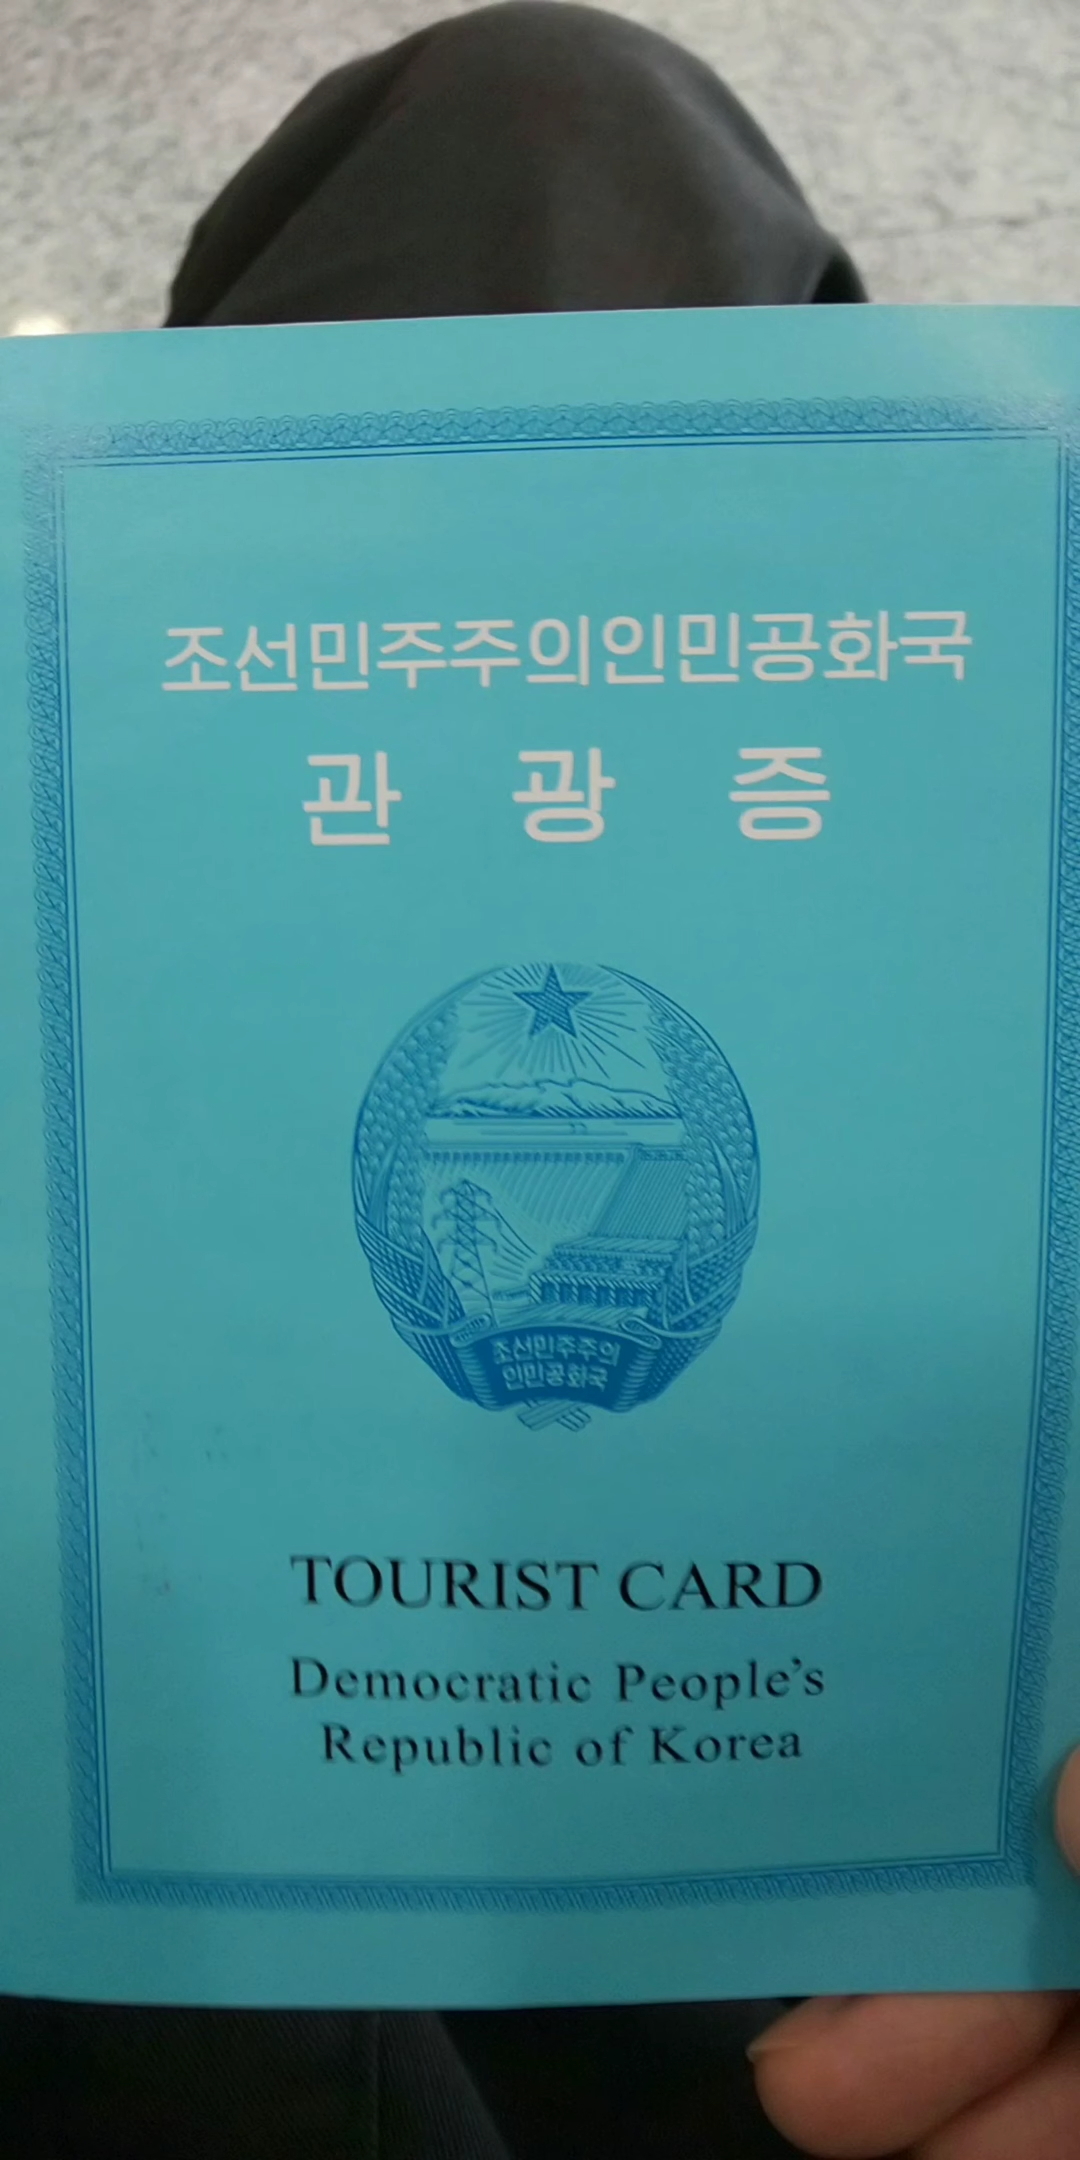 조선민주주의인민공화국
관 광 증
조선민주주의
인민공화국
TOURIST CARD
Democratic People's
Republic of Korea